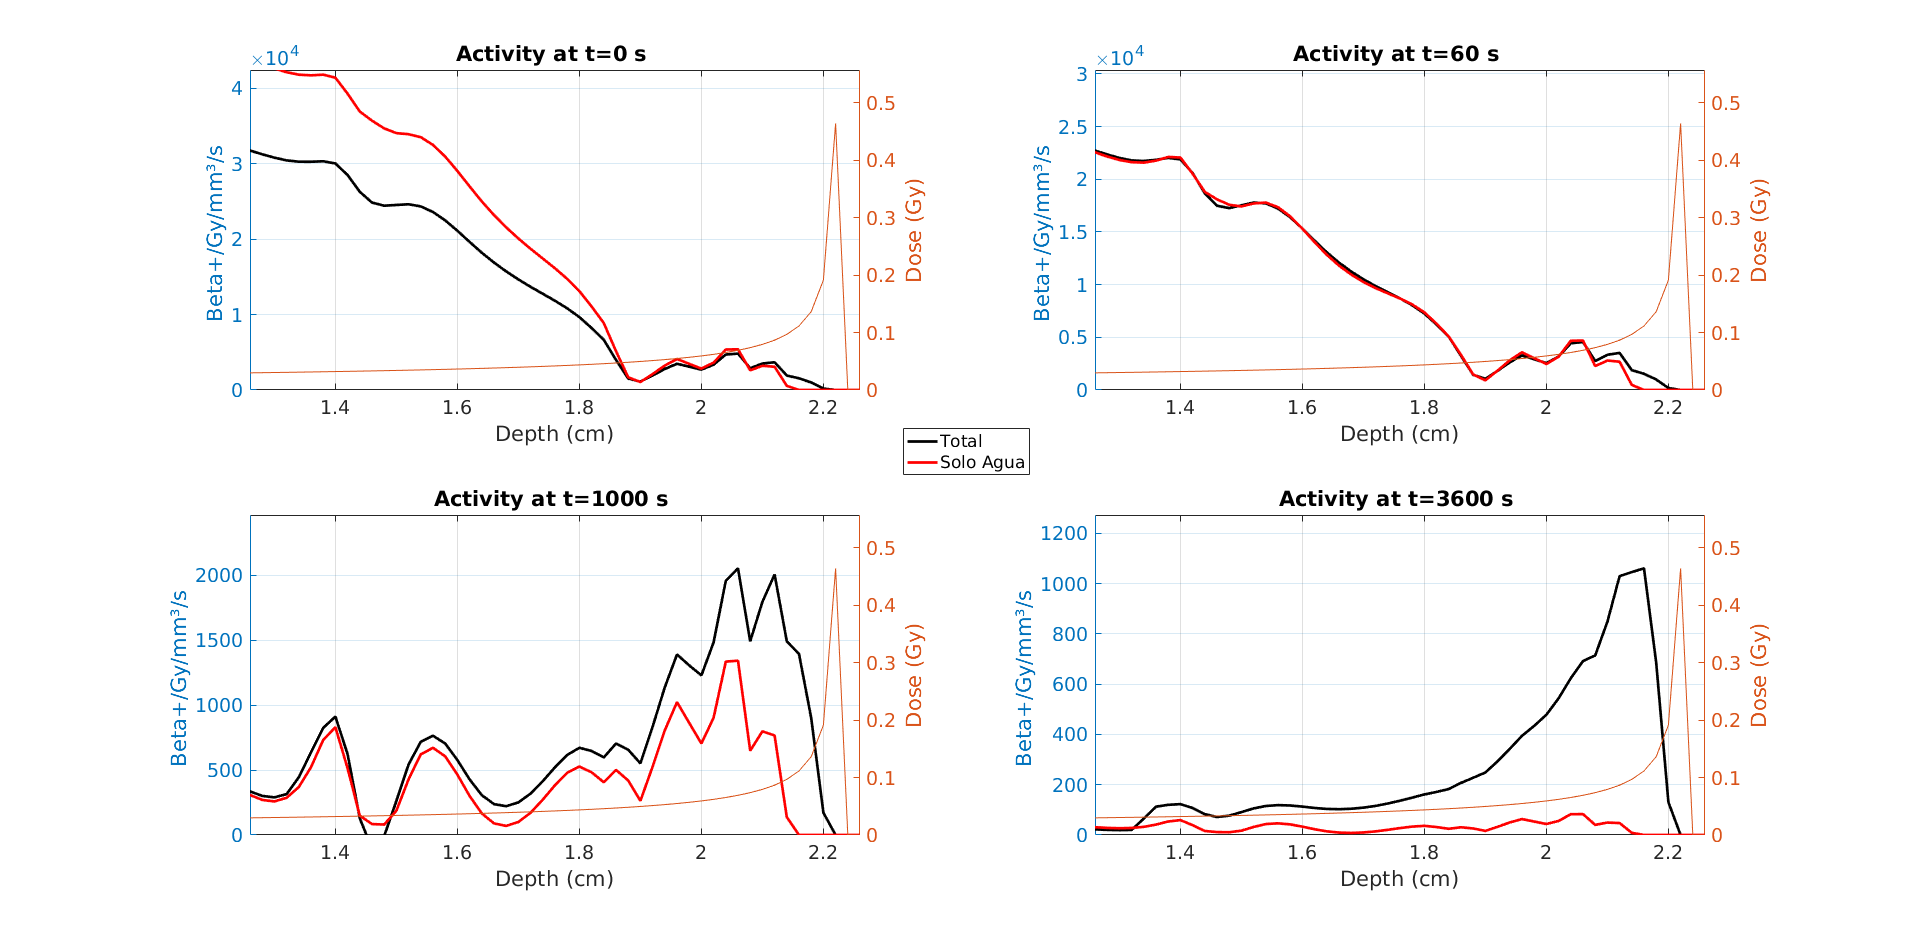 Activity at t=0 s
×10⁴
Beta+/Gy/mm³/s
4
3
2
1
0
0.5
0.4
0.3
0.2
0.1
0
Dose (Gy)
1.4 1.6 1.8 2 2.2
Depth (cm)
Activity at t=60 s
×10⁴
Beta+/Gy/mm³/s
3
2.5
2
1.5
1
0.5
0
0.5
0.4
0.3
0.2
0.1
0
Dose (Gy)
1.4 1.6 1.8 2 2.2
Depth (cm)
Total
Solo Agua
Activity at t=1000 s
Beta+/Gy/mm³/s
2000
1500
1000
500
0
0.5
0.4
0.3
0.2
0.1
0
Dose (Gy)
1.4 1.6 1.8 2 2.2
Depth (cm)
Activity at t=3600 s
Beta+/Gy/mm³/s
1200
1000
800
600
400
200
0
0.5
0.4
0.3
0.2
0.1
0
Dose (Gy)
1.4 1.6 1.8 2 2.2
Depth (cm)